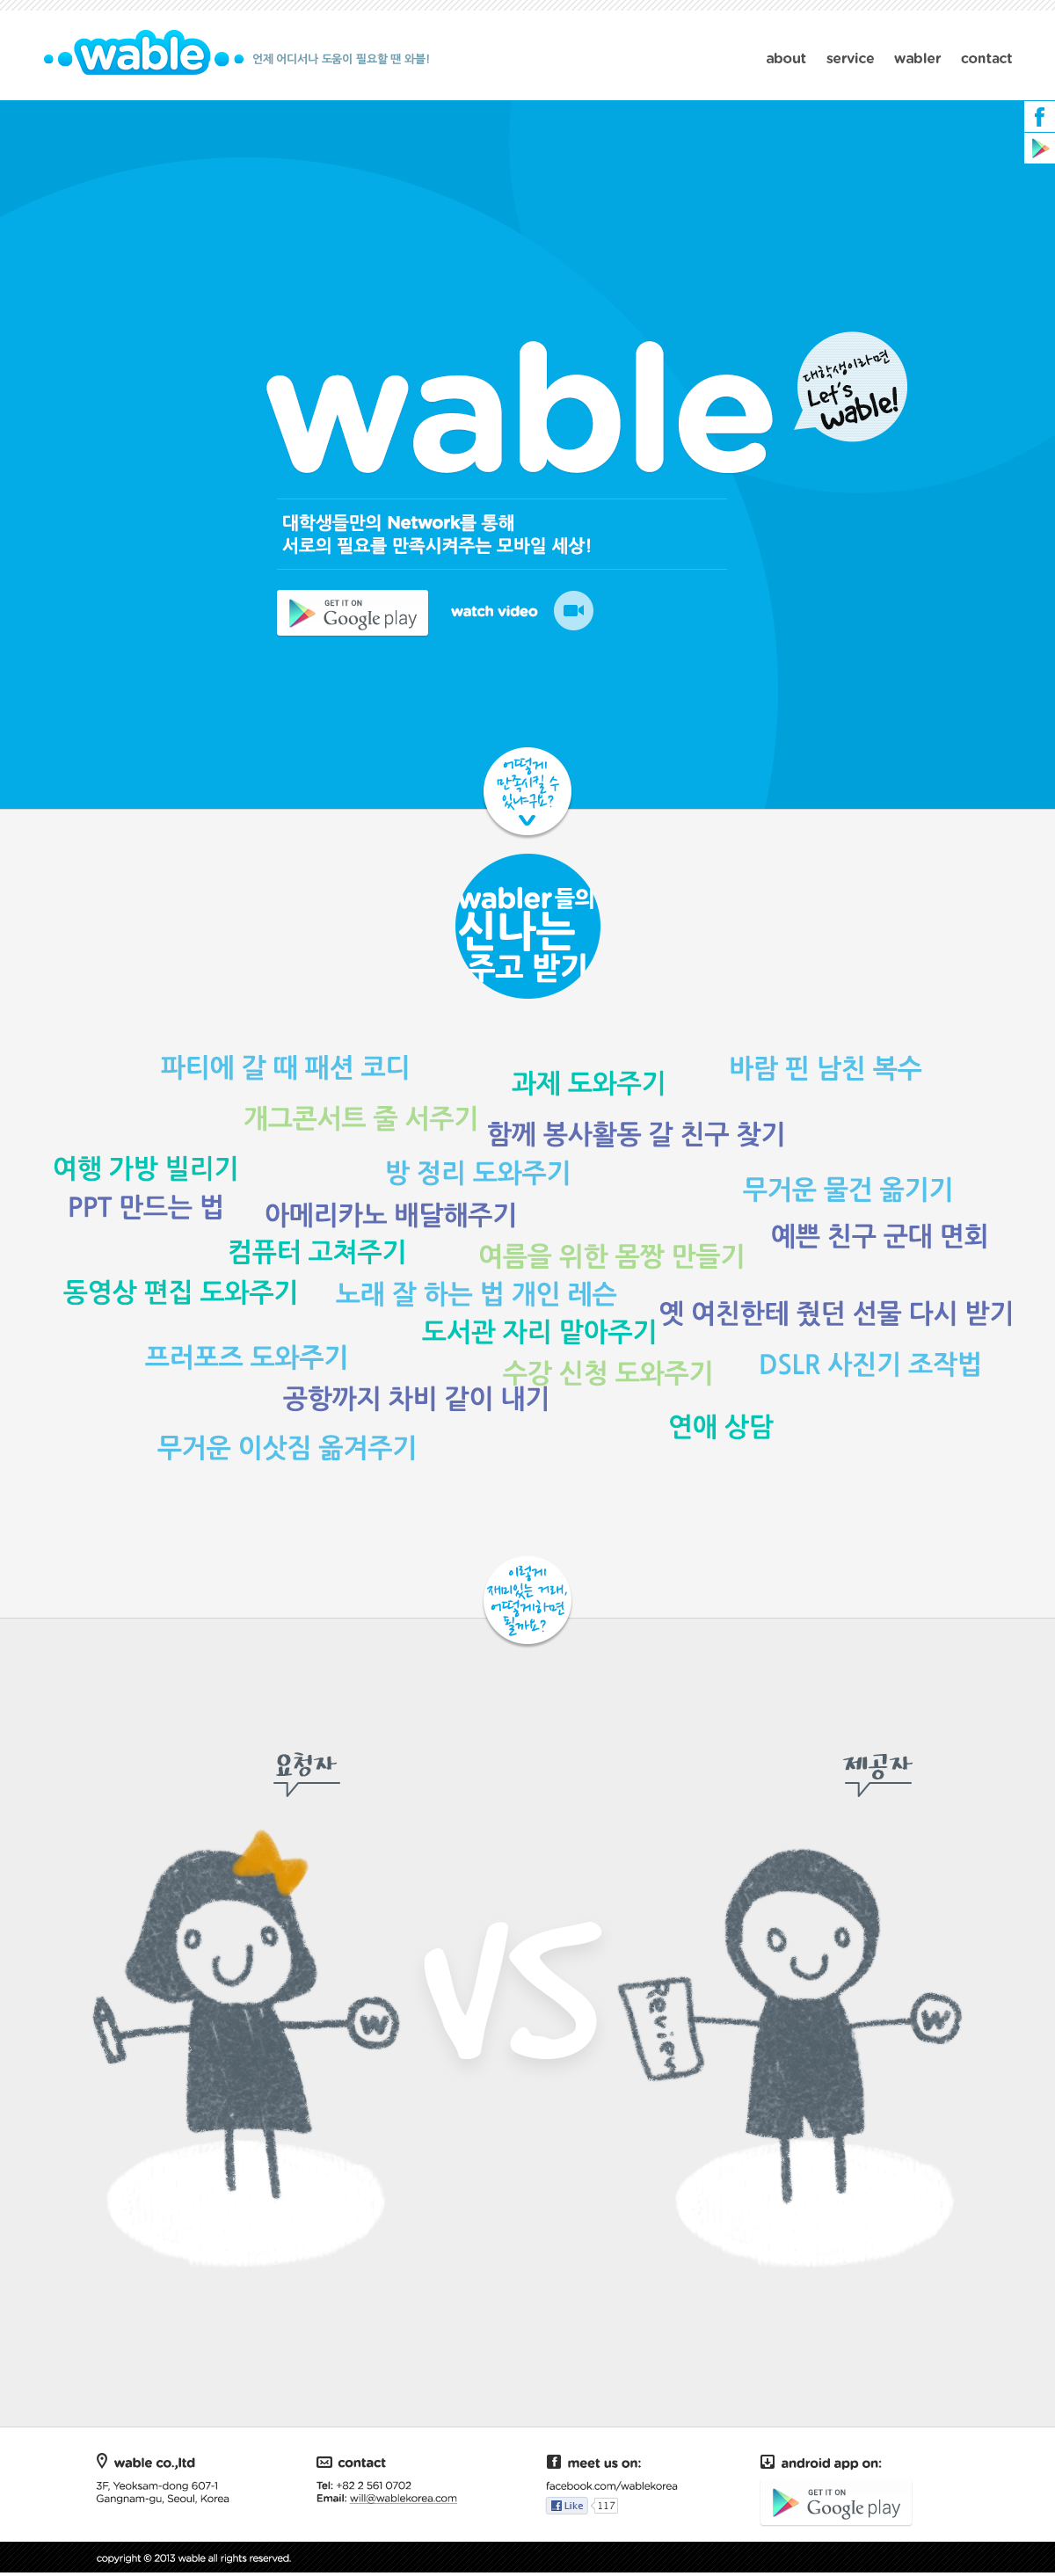 wable
언제 어디서나 도움이 필요할 땐 와블!
about service wabler contact
wable
대학생이라면
Let's
wable!
대학생들만의 Network를 통해
서로의 필요를 만족시켜주는 모바일 세상!
GET IT ON
Google play
watch video
어떻게
만족시킬 수
있냐구요?
wabler들의
신나는
주고 받기
파티에 갈 때 패션 코디
과제 도와주기
바람 핀 남친 복수
개그콘서트 줄 서주기
함께 봉사활동 갈 친구 찾기
여행 가방 빌리기
방 정리 도와주기
무거운 물건 옮기기
PPT 만드는 법
아메리카노 배달해주기
예쁜 친구 군대 면회
컴퓨터 고쳐주기
여름을 위한 몸짱 만들기
동영상 편집 도와주기
노래 잘 하는 법 개인 레슨
옛 여친한테 줬던 선물 다시 받기
도서관 자리 맡아주기
프러포즈 도와주기
수강 신청 도와주기
DSLR 사진기 조작법
공항까지 차비 같이 내기
연애 상담
무거운 이삿짐 옮겨주기
이렇게
재미있는 거래,
어떻게하면
될까요?
요청자
제공자
W
VS
Review
W
wable co.,ltd
3F, Yeoksam-dong 607-1
Gangnam-gu, Seoul, Korea
contact
Tel: +82 2 561 0702
Email: will@wablekorea.com
meet us on:
facebook.com/wablekorea
Like 117
android app on:
GET IT ON
Google play
copyright © 2013 wable all rights reserved.